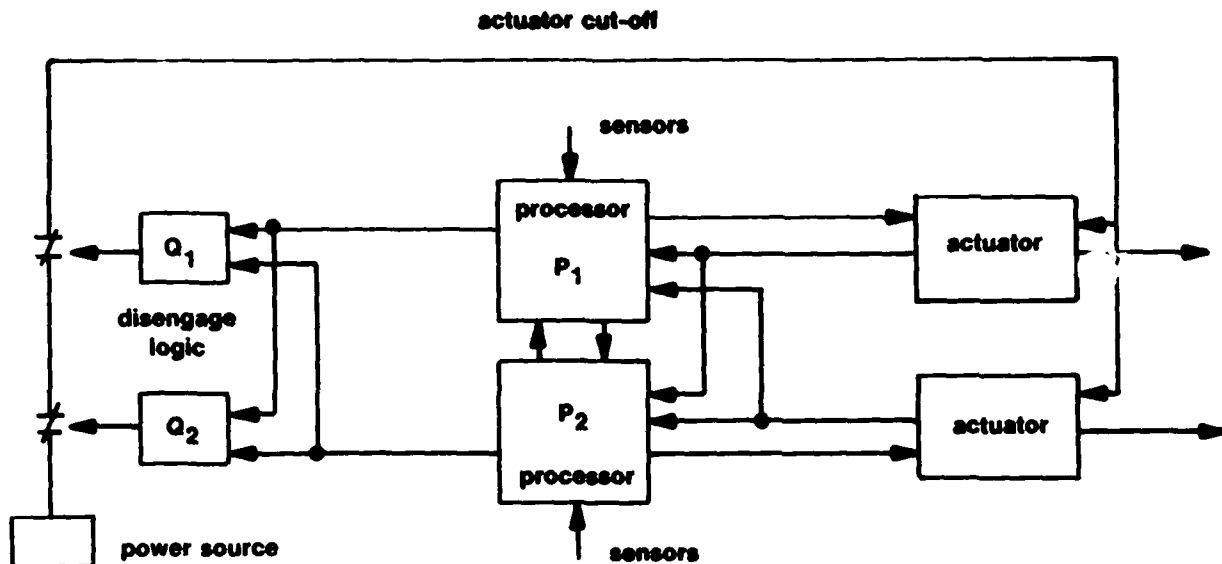 actuator cut-off
sensors
processor
P1
actuator
Q1
disengage
logic
Q2
P2
processor
actuator
power source
sensors